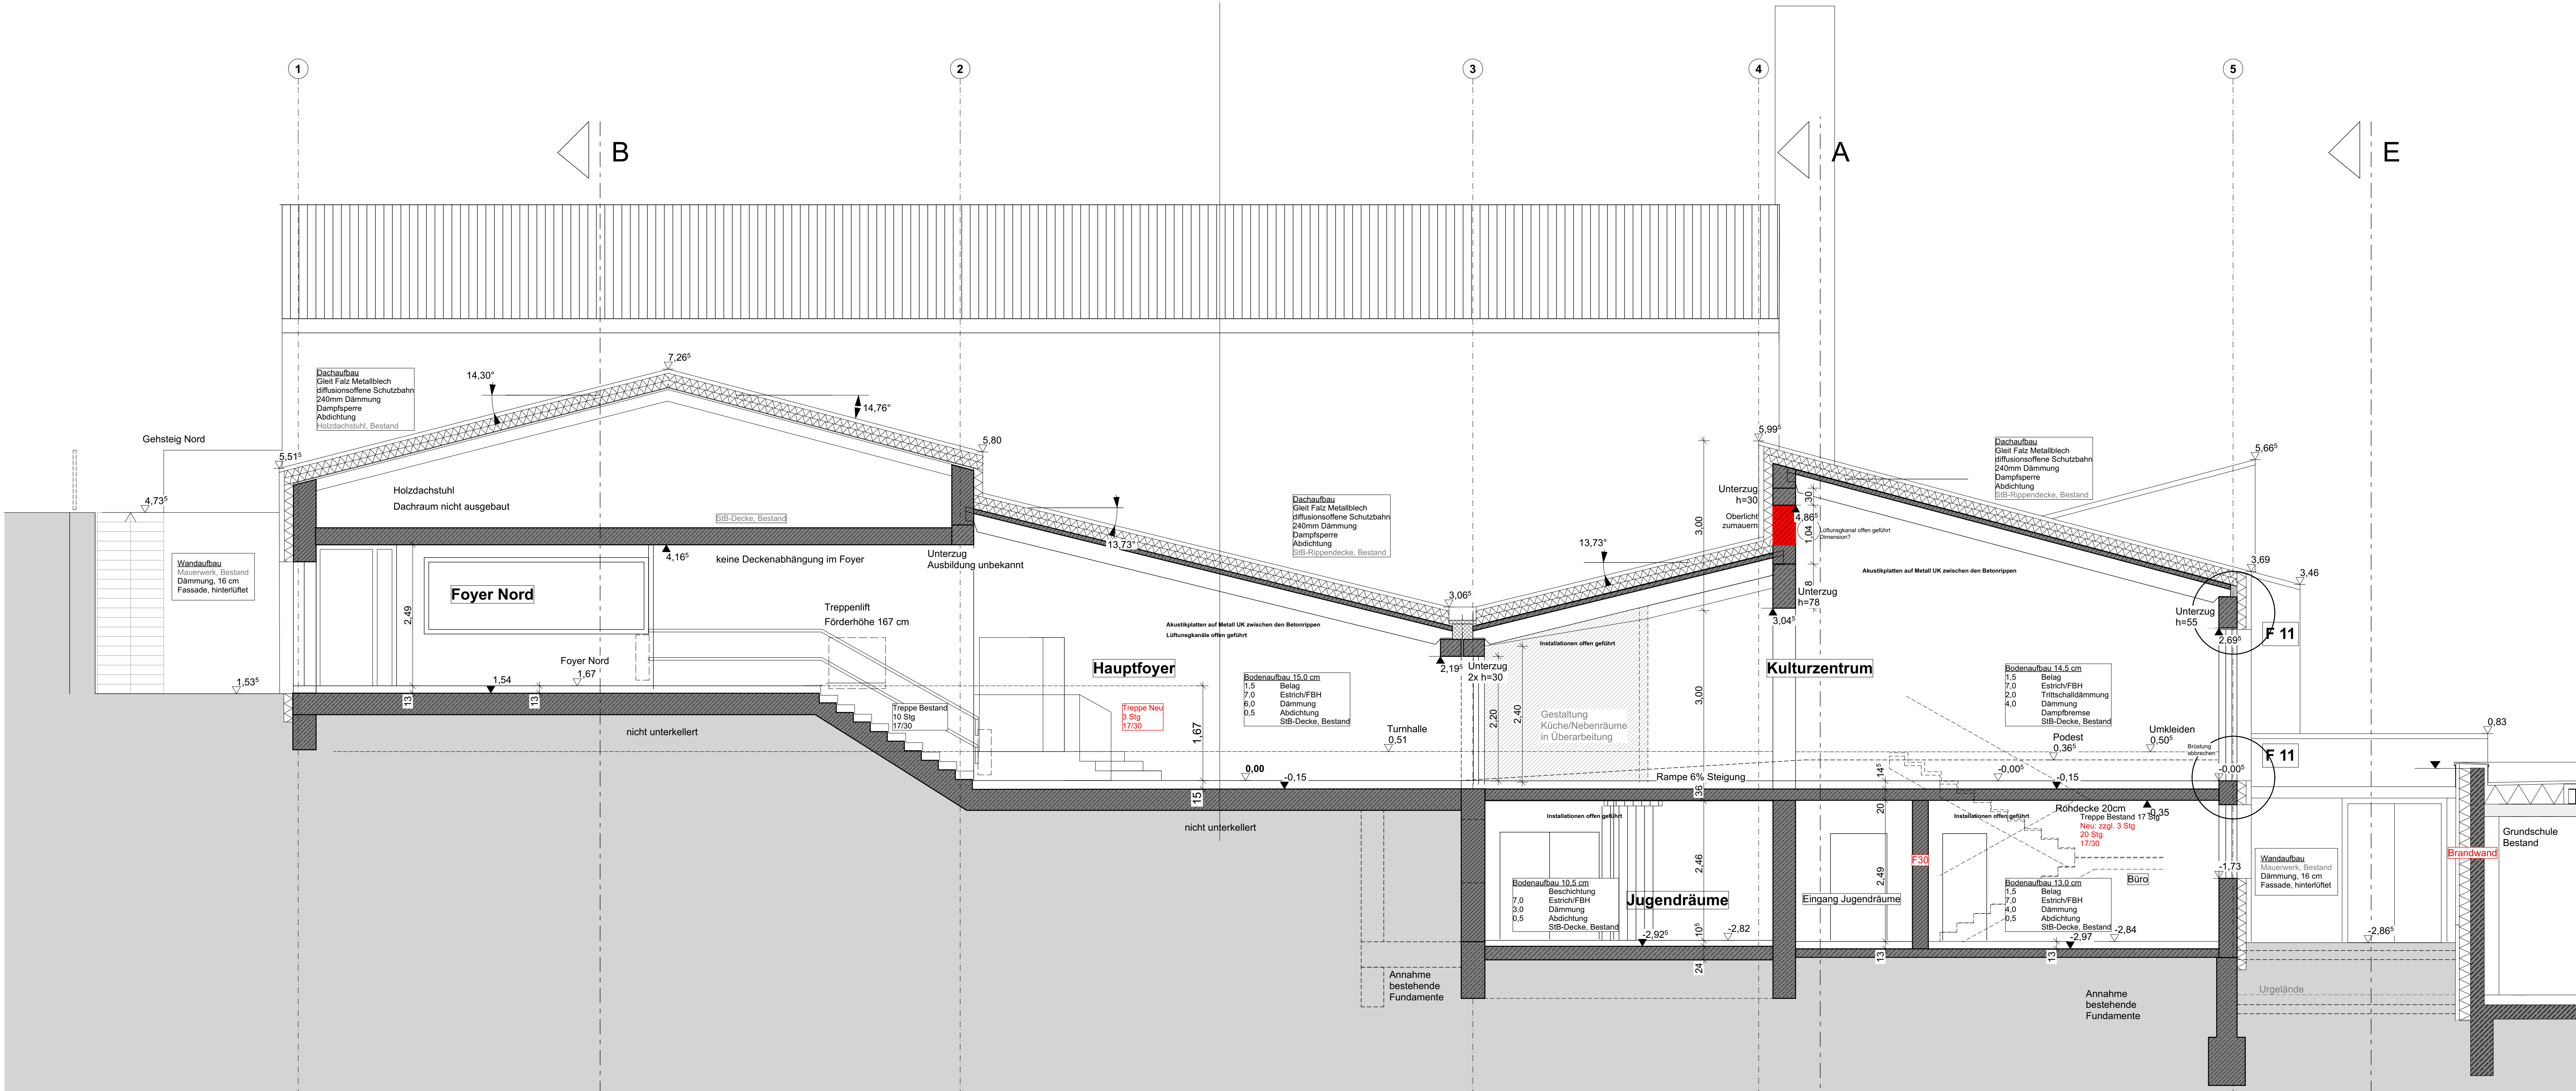 1
2
3
4
5
B
A
E
7,26⁵
14,30°
14,76°
Dachaufbau
Gleit Falz Metallblech
diffusionsoffene Schutzbahn
240mm Dämmung
Dampfsperre
Abdichtung
Holzdachstuhl, Bestand
Gehsteig Nord
5,51⁵
4,73⁵
5,80
Holzdachstuhl
Dachraum nicht ausgebaut
StB-Decke, Bestand
4,16⁵
keine Deckenabhängung im Foyer
Unterzug
Ausbildung unbekannt
Wandaufbau
Mauerwerk, Bestand
Dämmung, 16 cm
Fassade, hinterlüftet
1,53⁵
2,49
Foyer Nord
Treppenlift
Förderhöhe 167 cm
Foyer Nord
1,67
1,54
13
13
nicht unterkellert
Treppe Bestand
10 Stg
17/30
13,73°
Dachaufbau
Gleit Falz Metallblech
diffusionsoffene Schutzbahn
240mm Dämmung
Dampfsperre
Abdichtung
StB-Rippendecke, Bestand
3,06⁵
13,73°
Akustikplatten auf Metall UK zwischen den Betonrippen
Lüftunsgkanäle offen geführt
Hauptfoyer
Treppe Neu
3 Stg
17/30
1,67
15
Bodenaufbau 15,0 cm
1,5 Belag
7,0 Estrich/FBH
6,0 Dämmung
0,5 Abdichtung
StB-Decke, Bestand
0,00
-0,15
Turnhalle
0,51
nicht unterkellert
2,19⁵
Unterzug
2x h=30
2,20
2,40
Installationen offen geführt
Gestaltung
Küche/Nebenräume
in Überarbeitung
5,99⁵
3,00
3,00
Unterzug
h=30
Oberlicht
zumauern
30
4,86⁵
1,04
Lüftunsgkanal offen geführt
Dimension?
8
Unterzug
h=78
3,04⁵
Kulturzentrum
Akustikplatten auf Metall UK zwischen den Betonrippen
Dachaufbau
Gleit Falz Metallblech
diffusionsoffene Schutzbahn
240mm Dämmung
Dampfsperre
Abdichtung
StB-Rippendecke, Bestand
5,66⁵
3,69
3,46
Unterzug
h=55
2,69⁵
F 11
Bodenaufbau 14,5 cm
1,5 Belag
7,0 Estrich/FBH
2,0 Trittschalldämmung
4,0 Dämmung
Dampfbremse
StB-Decke, Bestand
Podest
0,36⁵
Umkleiden
0,50⁵
Brüstung
abbrechen
F 11
0,83
Rampe 6% Steigung
14⁵
-0,00⁵
-0,15
-0,00⁵
36
20
Installationen offen geführt
Installationen offen geführt
Rohdecke 20cm
-0,35
Treppe Bestand 17 Stg
Neu: zzgl. 3 Stg
20 Stg
17/30
F30
2,46
2,49
-1,73
Bodenaufbau 10,5 cm
Beschichtung
7,0 Estrich/FBH
3,0 Dämmung
0,5 Abdichtung
StB-Decke, Bestand
Jugendräume
Eingang Jugendräume
Büro
Bodenaufbau 13,0 cm
1,5 Belag
7,0 Estrich/FBH
4,0 Dämmung
0,5 Abdichtung
StB-Decke, Bestand
-2,92⁵
-2,82
10⁵
24
13
13
-2,97
-2,84
Wandaufbau
Mauerwerk, Bestand
Dämmung, 16 cm
Fassade, hinterlüftet
Brandwand
Grundschule
Bestand
-2,86⁵
Urgelände
Annahme
bestehende
Fundamente
Annahme
bestehende
Fundamente